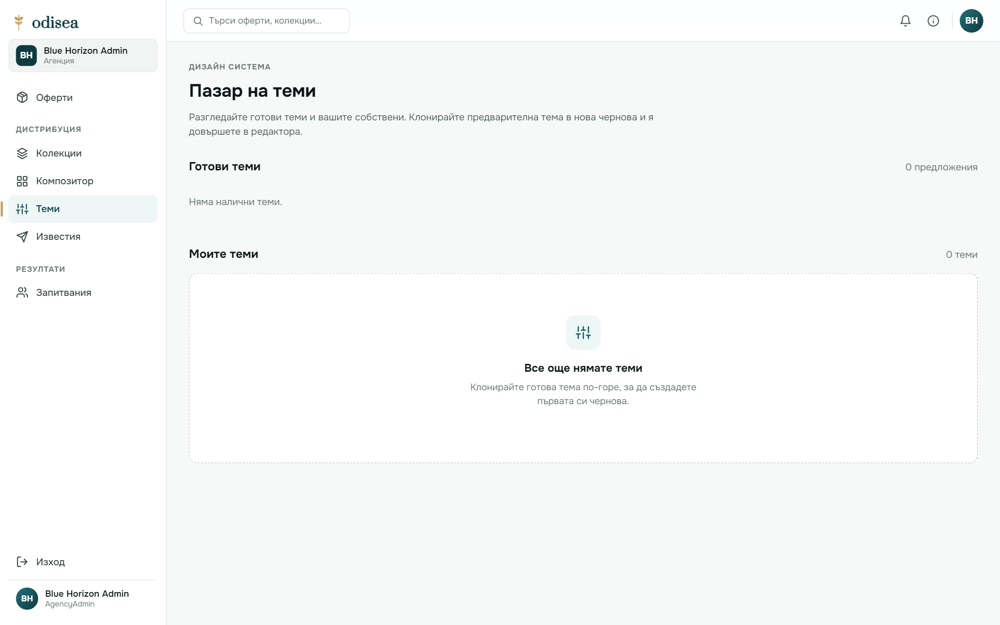 odisea
BH
Blue Horizon Admin
Агенция
Оферти
ДИСТРИБУЦИЯ
Колекции
Композитор
Теми
Известия
РЕЗУЛТАТИ
Запитвания
Изход
BH
Blue Horizon Admin
AgencyAdmin
Търси оферти, колекции...
BH
ДИЗАЙН СИСТЕМА
Пазар на теми
Разгледайте готови теми и вашите собствени. Клонирайте предварителна тема в нова чернова и я
довършете в редактора.
Готови теми
0 предложения
Няма налични теми.
Моите теми
0 теми
Все още нямате теми
Клонирайте готова тема по-горе, за да създадете
първата си чернова.